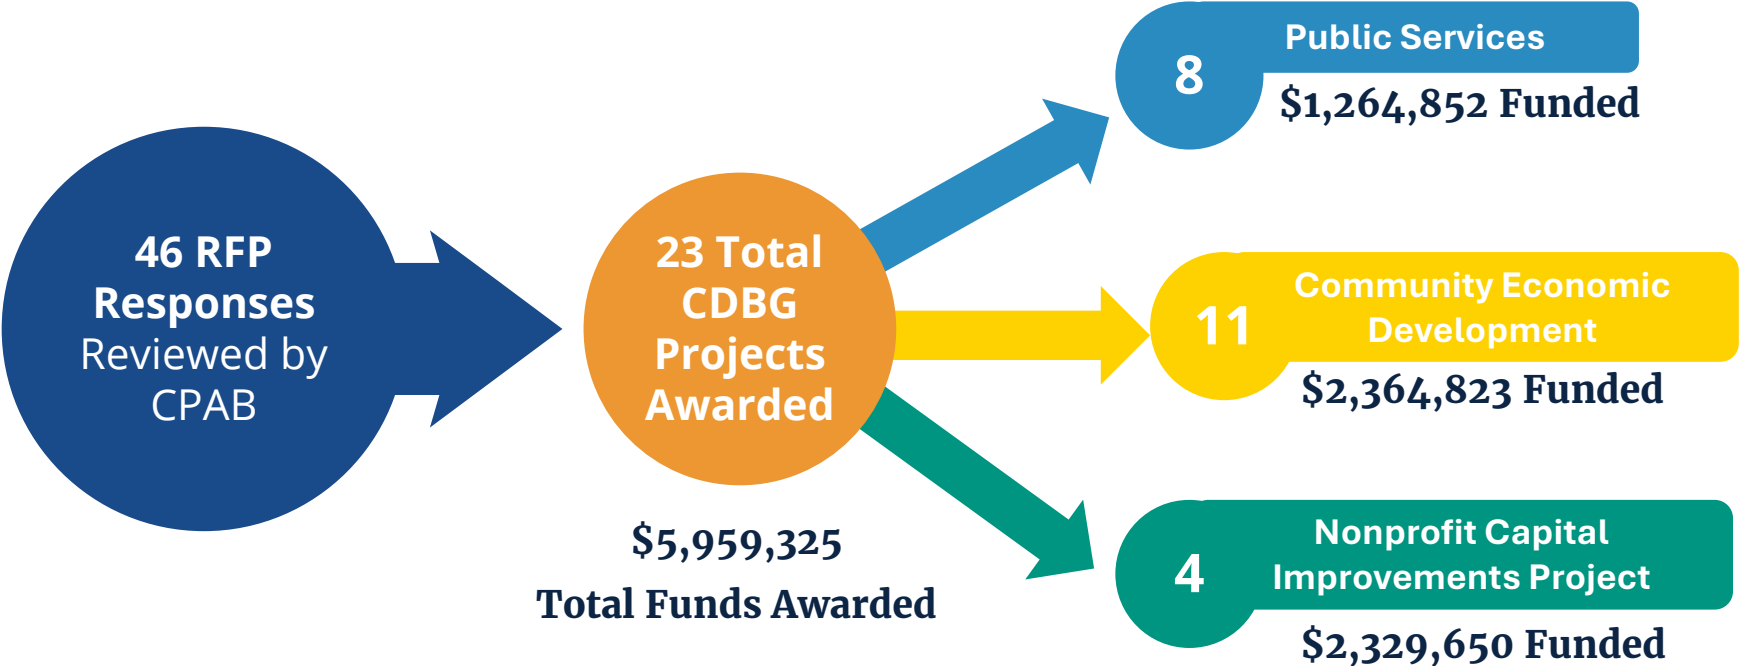 46 RFP
Responses
Reviewed by
CPAB
23 Total
CDBG
Projects
Awarded
$5,959,325
Total Funds Awarded
8
Public Services
$1,264,852 Funded
11
Community Economic
Development
$2,364,823 Funded
4
Nonprofit Capital
Improvements Project
$2,329,650 Funded